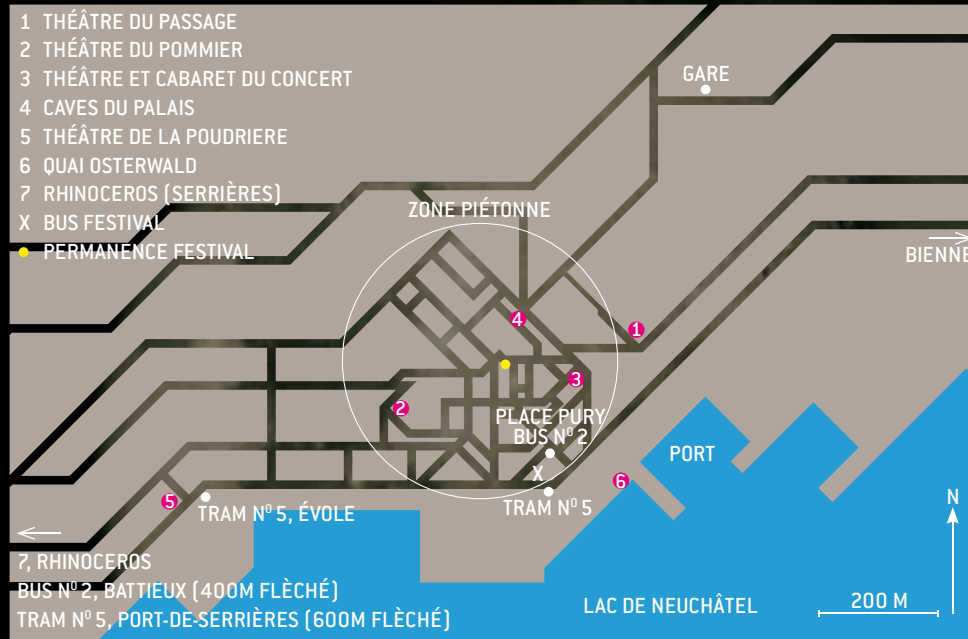 1 THÉÂTRE DU PASSAGE
2 THÉÂTRE DU POMMIER
3 THÉÂTRE ET CABARET DU CONCERT
4 CAVES DU PALAIS
5 THÉÂTRE DE LA POUDRIERE
6 QUAI OSTERWALD
7 RHINOCEROS (SERRIÈRES)
X BUS FESTIVAL
PERMANENCE FESTIVAL
GARE
ZONE PIÉTONNE
BIENNE
4
1
3
2
PLACE PURY
BUS Nº 2
X
TRAM Nº 5
PORT
6
5
TRAM Nº 5, ÉVOLE
N
7, RHINOCEROS
BUS Nº 2, BATTIEUX (400M FLÈCHÉ)
TRAM Nº 5, PORT-DE-SERRIÈRES (600M FLÈCHÉ)
LAC DE NEUCHÂTEL
200 M